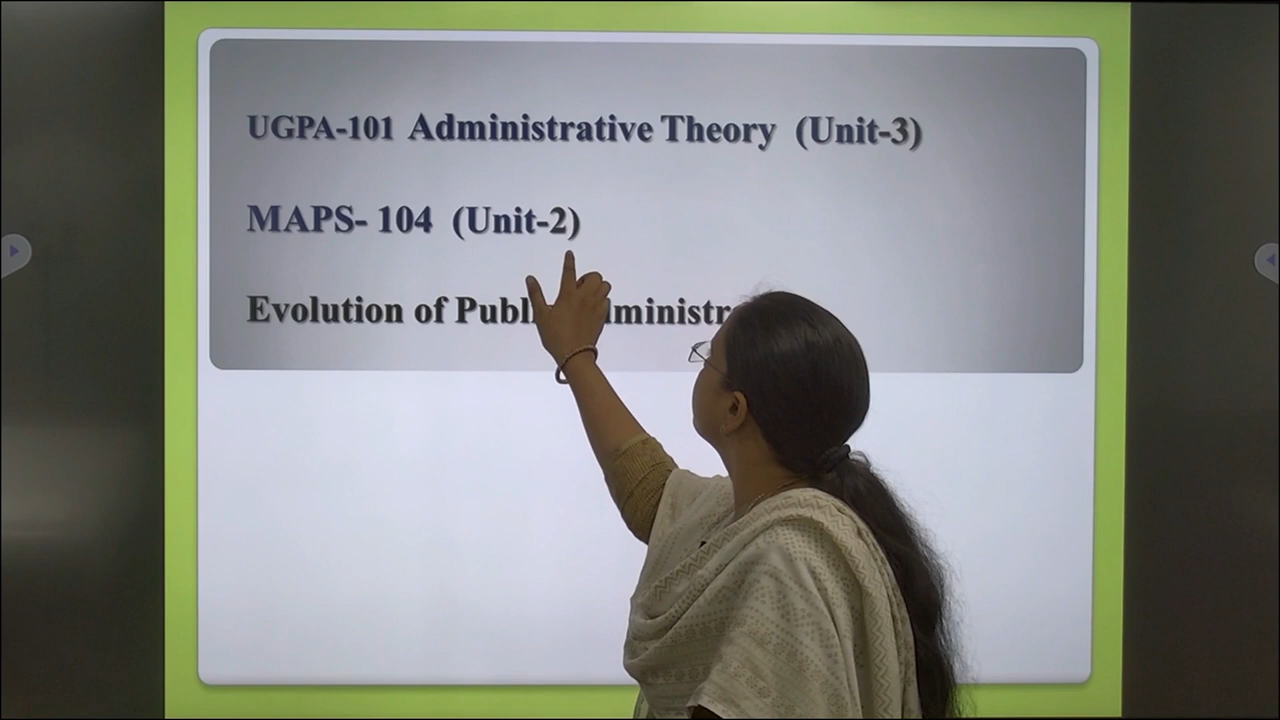 UGPA-101 Administrative Theory (Unit-3)
MAPS- 104 (Unit-2)
Evolution of